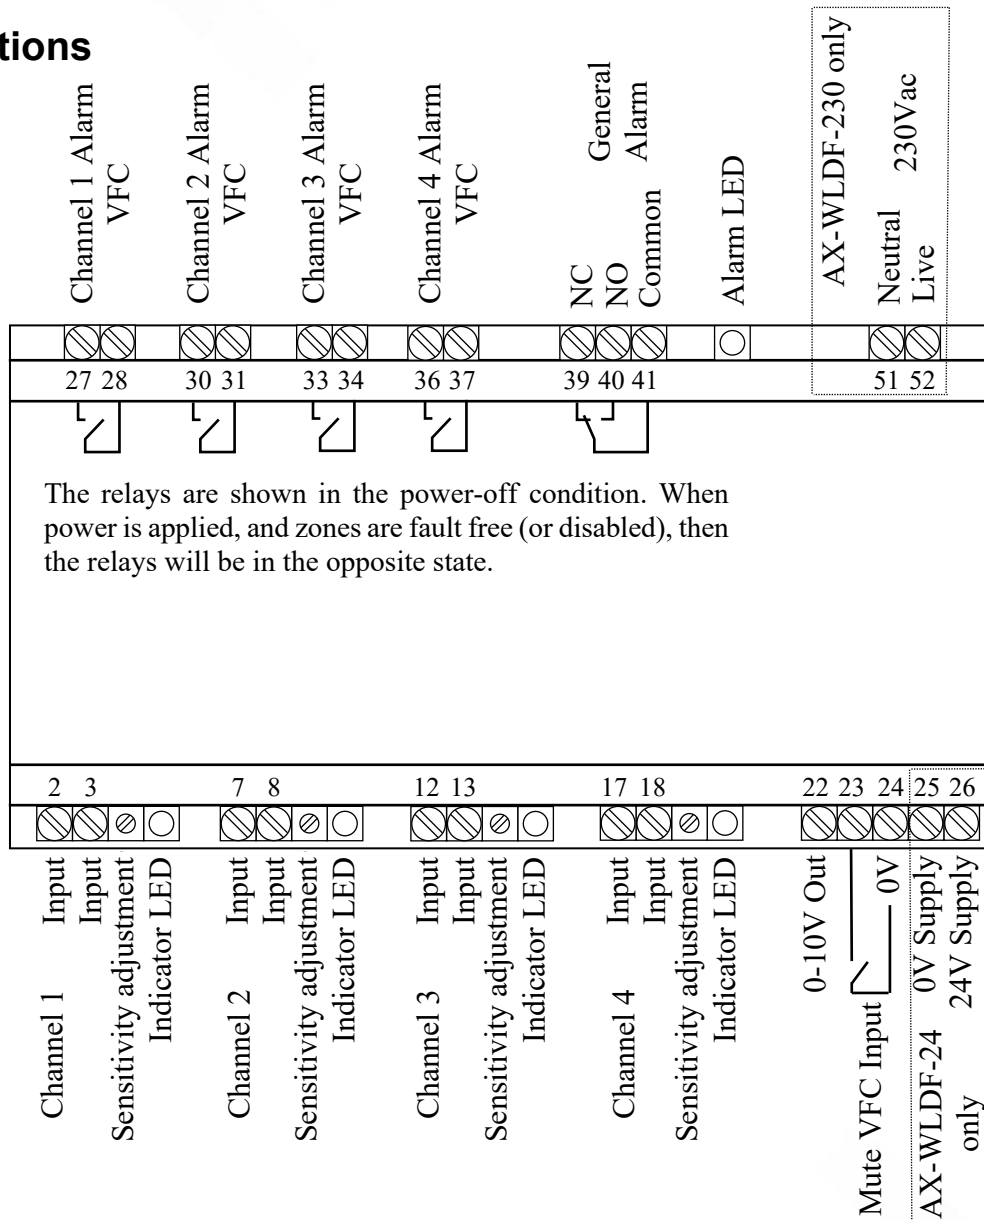 tions
Channel 1 Alarm
VFC
Channel 2 Alarm
VFC
Channel 3 Alarm
VFC
Channel 4 Alarm
VFC
NC
NO
Common
General
Alarm
Alarm LED
AX-WLDF-230 only
Neutral
Live
230Vac
27 28 30 31 33 34 36 37 39 40 41 51 52
The relays are shown in the power-off condition. When
power is applied, and zones are fault free (or disabled), then
the relays will be in the opposite state.
2 3 7 8 12 13 17 18 22 23 24 25 26
Channel 1
Input
Input
Sensitivity adjustment
Indicator LED
Channel 2
Input
Input
Sensitivity adjustment
Indicator LED
Channel 3
Input
Input
Sensitivity adjustment
Indicator LED
Channel 4
Input
Input
Sensitivity adjustment
Indicator LED
0-10V Out
Mute VFC Input
0V
0V Supply
24V Supply
AX-WLDF-24
only